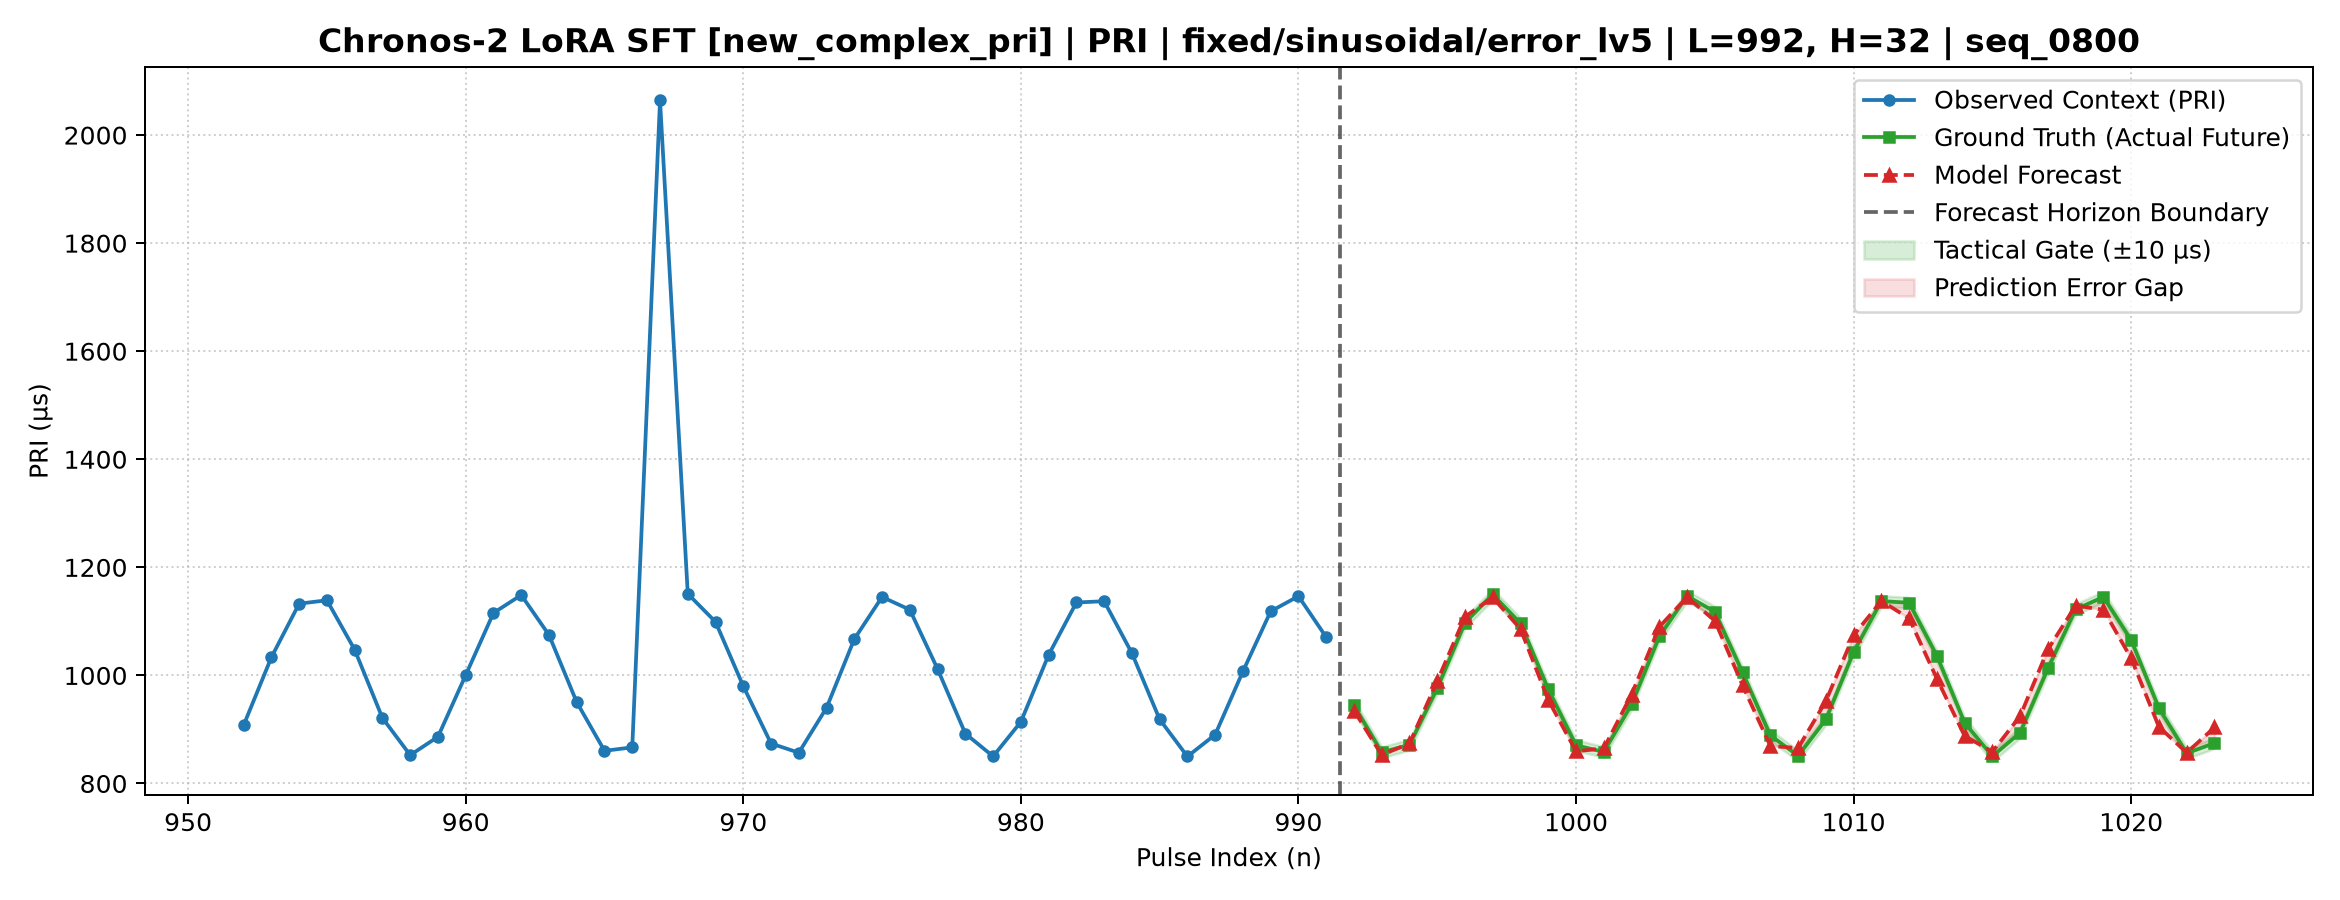 Chronos-2 LoRA SFT [new_complex_pri] | PRI | fixed/sinusoidal/error_lv5 | L=992, H=32 | seq_0800
Observed Context (PRI)
Ground Truth (Actual Future)
Model Forecast
Forecast Horizon Boundary
Tactical Gate (±10 μs)
Prediction Error Gap
PRI (μs)
2000
1800
1600
1400
1200
1000
800
950
960
970
980
990
1000
1010
1020
Pulse Index (n)